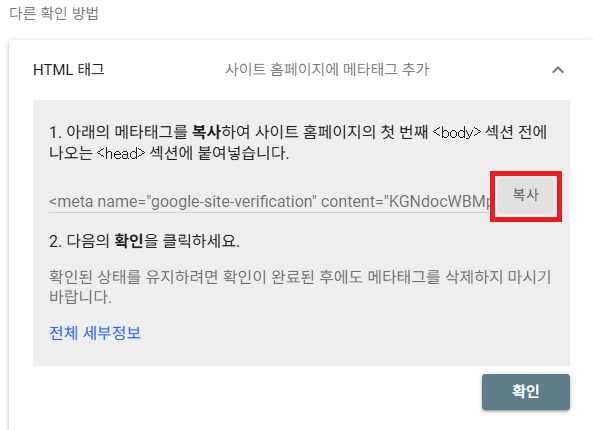 다른 확인 방법
HTML 태그 사이트 홈페이지에 메타태그 추가
1. 아래의 메타태그를 복사하여 사이트 홈페이지의 첫 번째 <body> 섹션 전에
나오는 <head> 섹션에 붙여넣습니다.
<meta name="google-site-verification" content="KGNdocWBMp 복사
2. 다음의 확인을 클릭하세요.
확인된 상태를 유지하려면 확인이 완료된 후에도 메타태그를 삭제하지 마시기
바랍니다.
전체 세부정보
확인